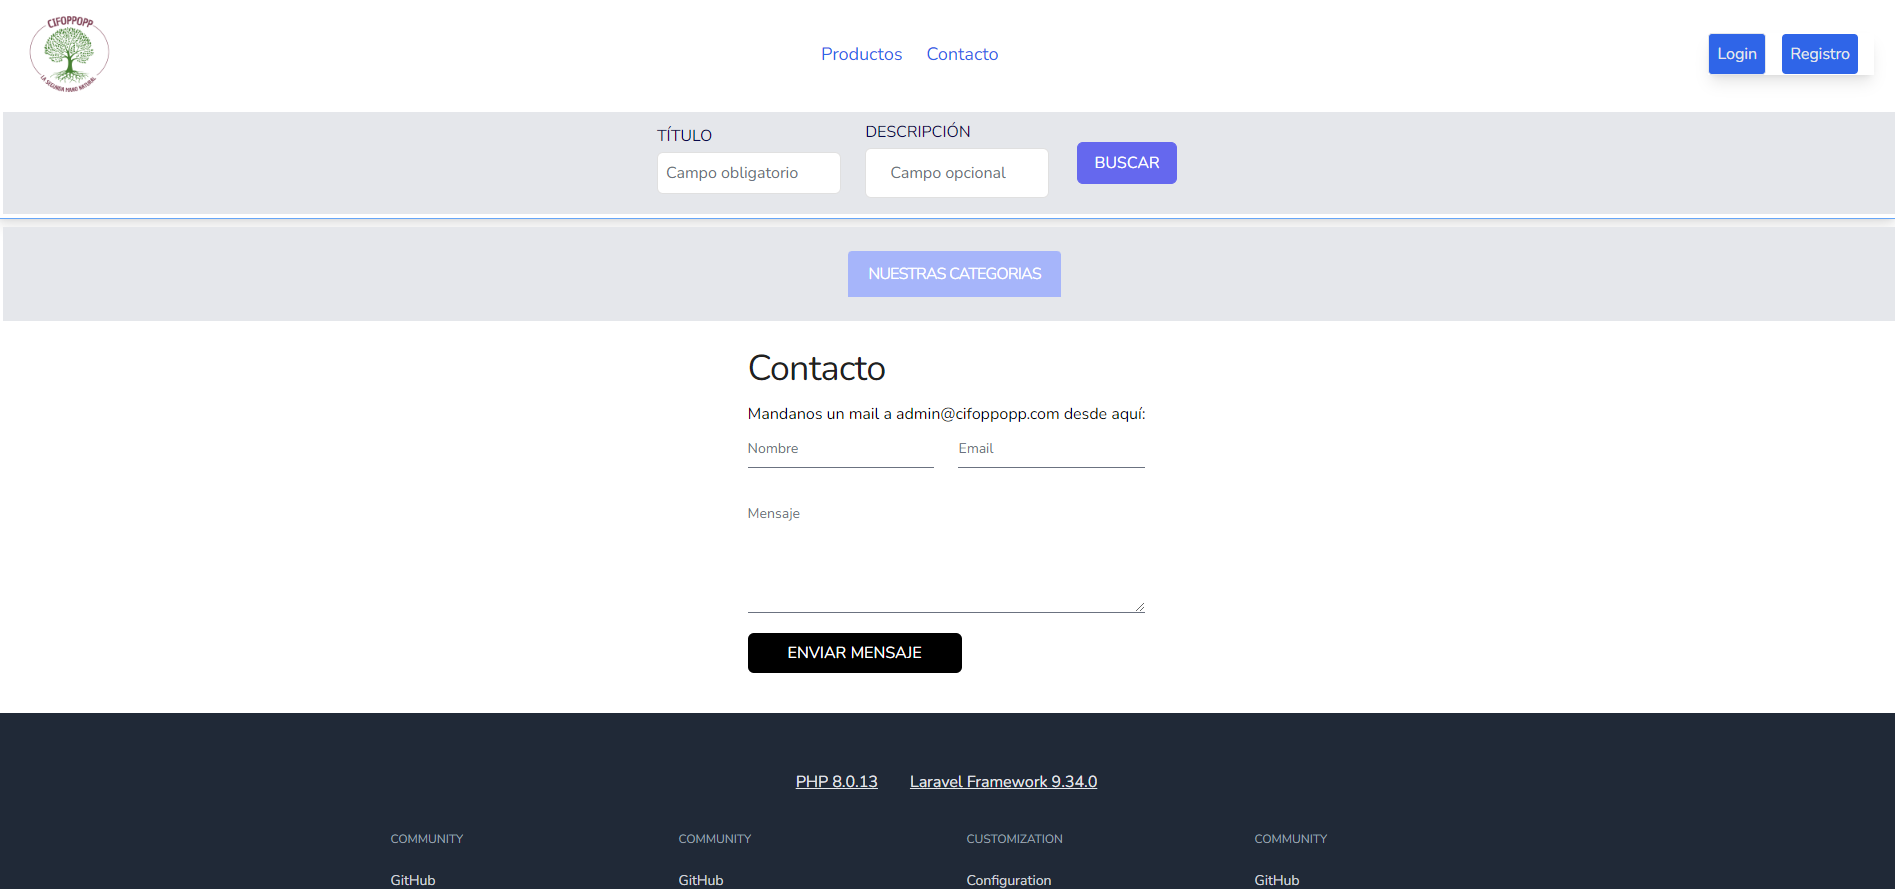 CIFOPPOPP
LA SEGUNDA MANO NATURAL
Productos Contacto
Login Registro
TÍTULO DESCRIPCIÓN
Campo obligatorio Campo opcional BUSCAR
NUESTRAS CATEGORIAS
Contacto
Mandanos un mail a admin@cifoppopp.com desde aquí:
Nombre Email
Mensaje
ENVIAR MENSAJE
PHP 8.0.13 Laravel Framework 9.34.0
COMMUNITY COMMUNITY CUSTOMIZATION COMMUNITY
GitHub GitHub Configuration GitHub